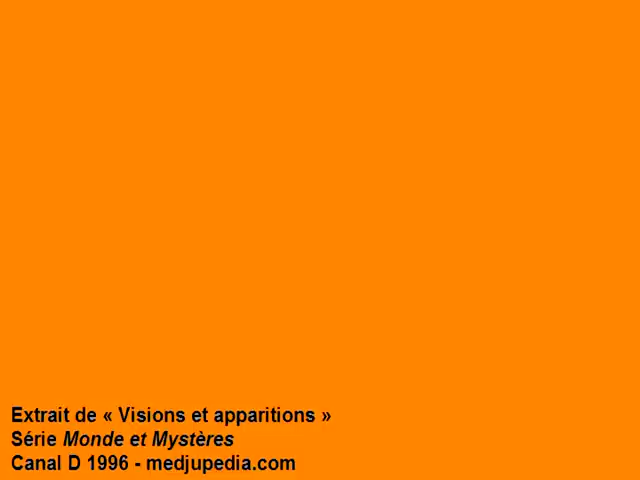 Extrait de « Visions et apparitions »
Série Monde et Mystères
Canal D 1996 - medjupedia.com